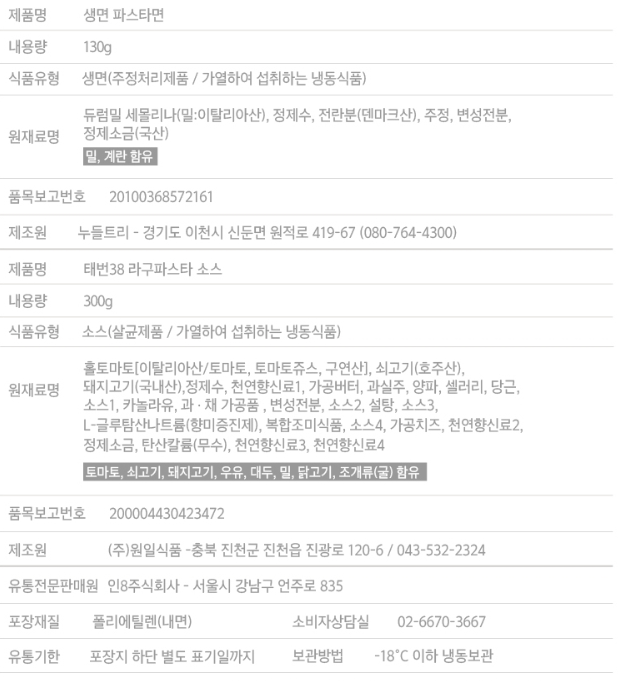 제품명 생면 파스타면
내용량 130g
식품유형 생면(주정처리제품 / 가열하여 섭취하는 냉동식품)
원재료명 듀럼밀 세몰리나(밀:이탈리아산), 정제수, 전란분(덴마크산), 주정, 변성전분,
정제소금(국산)
밀, 계란 함유
품목보고번호 20100368572161
제조원 누들트리 - 경기도 이천시 신둔면 원적로 419-67 (080-764-4300)
제품명 태번38 라구파스타 소스
내용량 300g
식품유형 소스(살균제품 / 가열하여 섭취하는 냉동식품)
원재료명 홀토마토[이탈리아산/토마토, 토마토쥬스, 구연산], 쇠고기(호주산),
돼지고기(국내산),정제수, 천연향신료1, 가공버터, 과실주, 양파, 셀러리, 당근,
소스1, 카놀라유, 과 · 채 가공품 , 변성전분, 소스2, 설탕, 소스3,
L-글루탐산나트륨(향미증진제), 복합조미식품, 소스4, 가공치즈, 천연향신료2,
정제소금, 탄산칼륨(무수), 천연향신료3, 천연향신료4
토마토, 쇠고기, 돼지고기, 우유, 대두, 밀, 닭고기, 조개류(굴) 함유
품목보고번호 200004430423472
제조원 (주)원일식품 -충북 진천군 진천읍 진광로 120-6 / 043-532-2324
유통전문판매원 인8주식회사 - 서울시 강남구 언주로 835
포장재질 폴리에틸렌(내면) 소비자상담실 02-6670-3667
유통기한 포장지 하단 별도 표기일까지 보관방법 -18˚C 이하 냉동보관